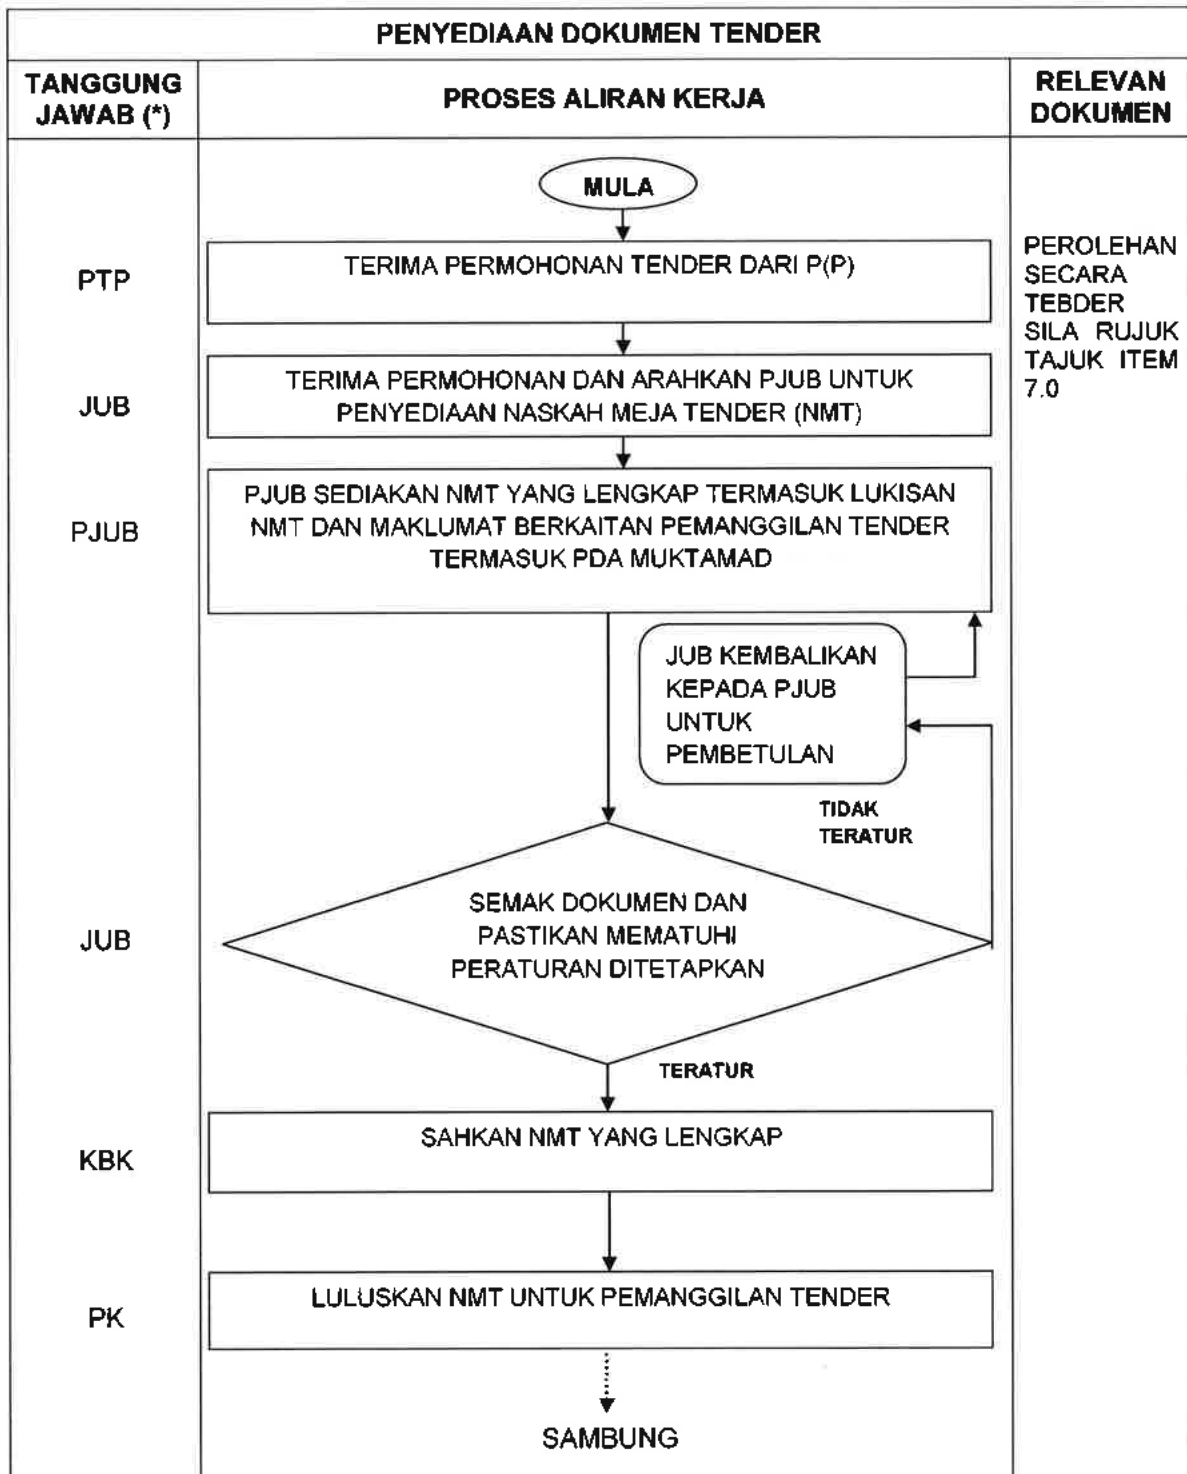 PENYEDIAAN DOKUMEN TENDER
TANGGUNG
JAWAB (*)
PROSES ALIRAN KERJA
RELEVAN
DOKUMEN
MULA
PTP
TERIMA PERMOHONAN TENDER DARI P(P)
PEROLEHAN
SECARA
TEBDER
SILA RUJUK
TAJUK ITEM
7.0
JUB
TERIMA PERMOHONAN DAN ARAHKAN PJUB UNTUK
PENYEDIAAN NASKAH MEJA TENDER (NMT)
PJUB
PJUB SEDIAKAN NMT YANG LENGKAP TERMASUK LUKISAN
NMT DAN MAKLUMAT BERKAITAN PEMANGGILAN TENDER
TERMASUK PDA MUKTAMAD
JUB KEMBALIKAN
KEPADA PJUB
UNTUK
PEMBETULAN
TIDAK
TERATUR
JUB
SEMAK DOKUMEN DAN
PASTIKAN MEMATUHI
PERATURAN DITETAPKAN
TERATUR
KBK
SAHKAN NMT YANG LENGKAP
PK
LULUSKAN NMT UNTUK PEMANGGILAN TENDER
SAMBUNG